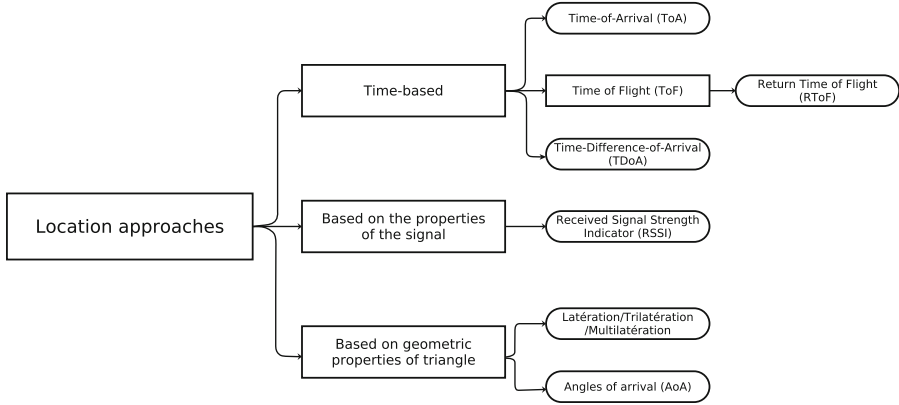 Location approaches
Time-based
Time-of-Arrival (ToA)
Time of Flight (ToF)
Return Time of Flight
(RToF)
Time-Difference-of-Arrival
(TDoA)
Based on the properties
of the signal
Received Signal Strength
Indicator (RSSI)
Based on geometric
properties of triangle
Latération/Trilatération
/Multilatération
Angles of arrival (AoA)